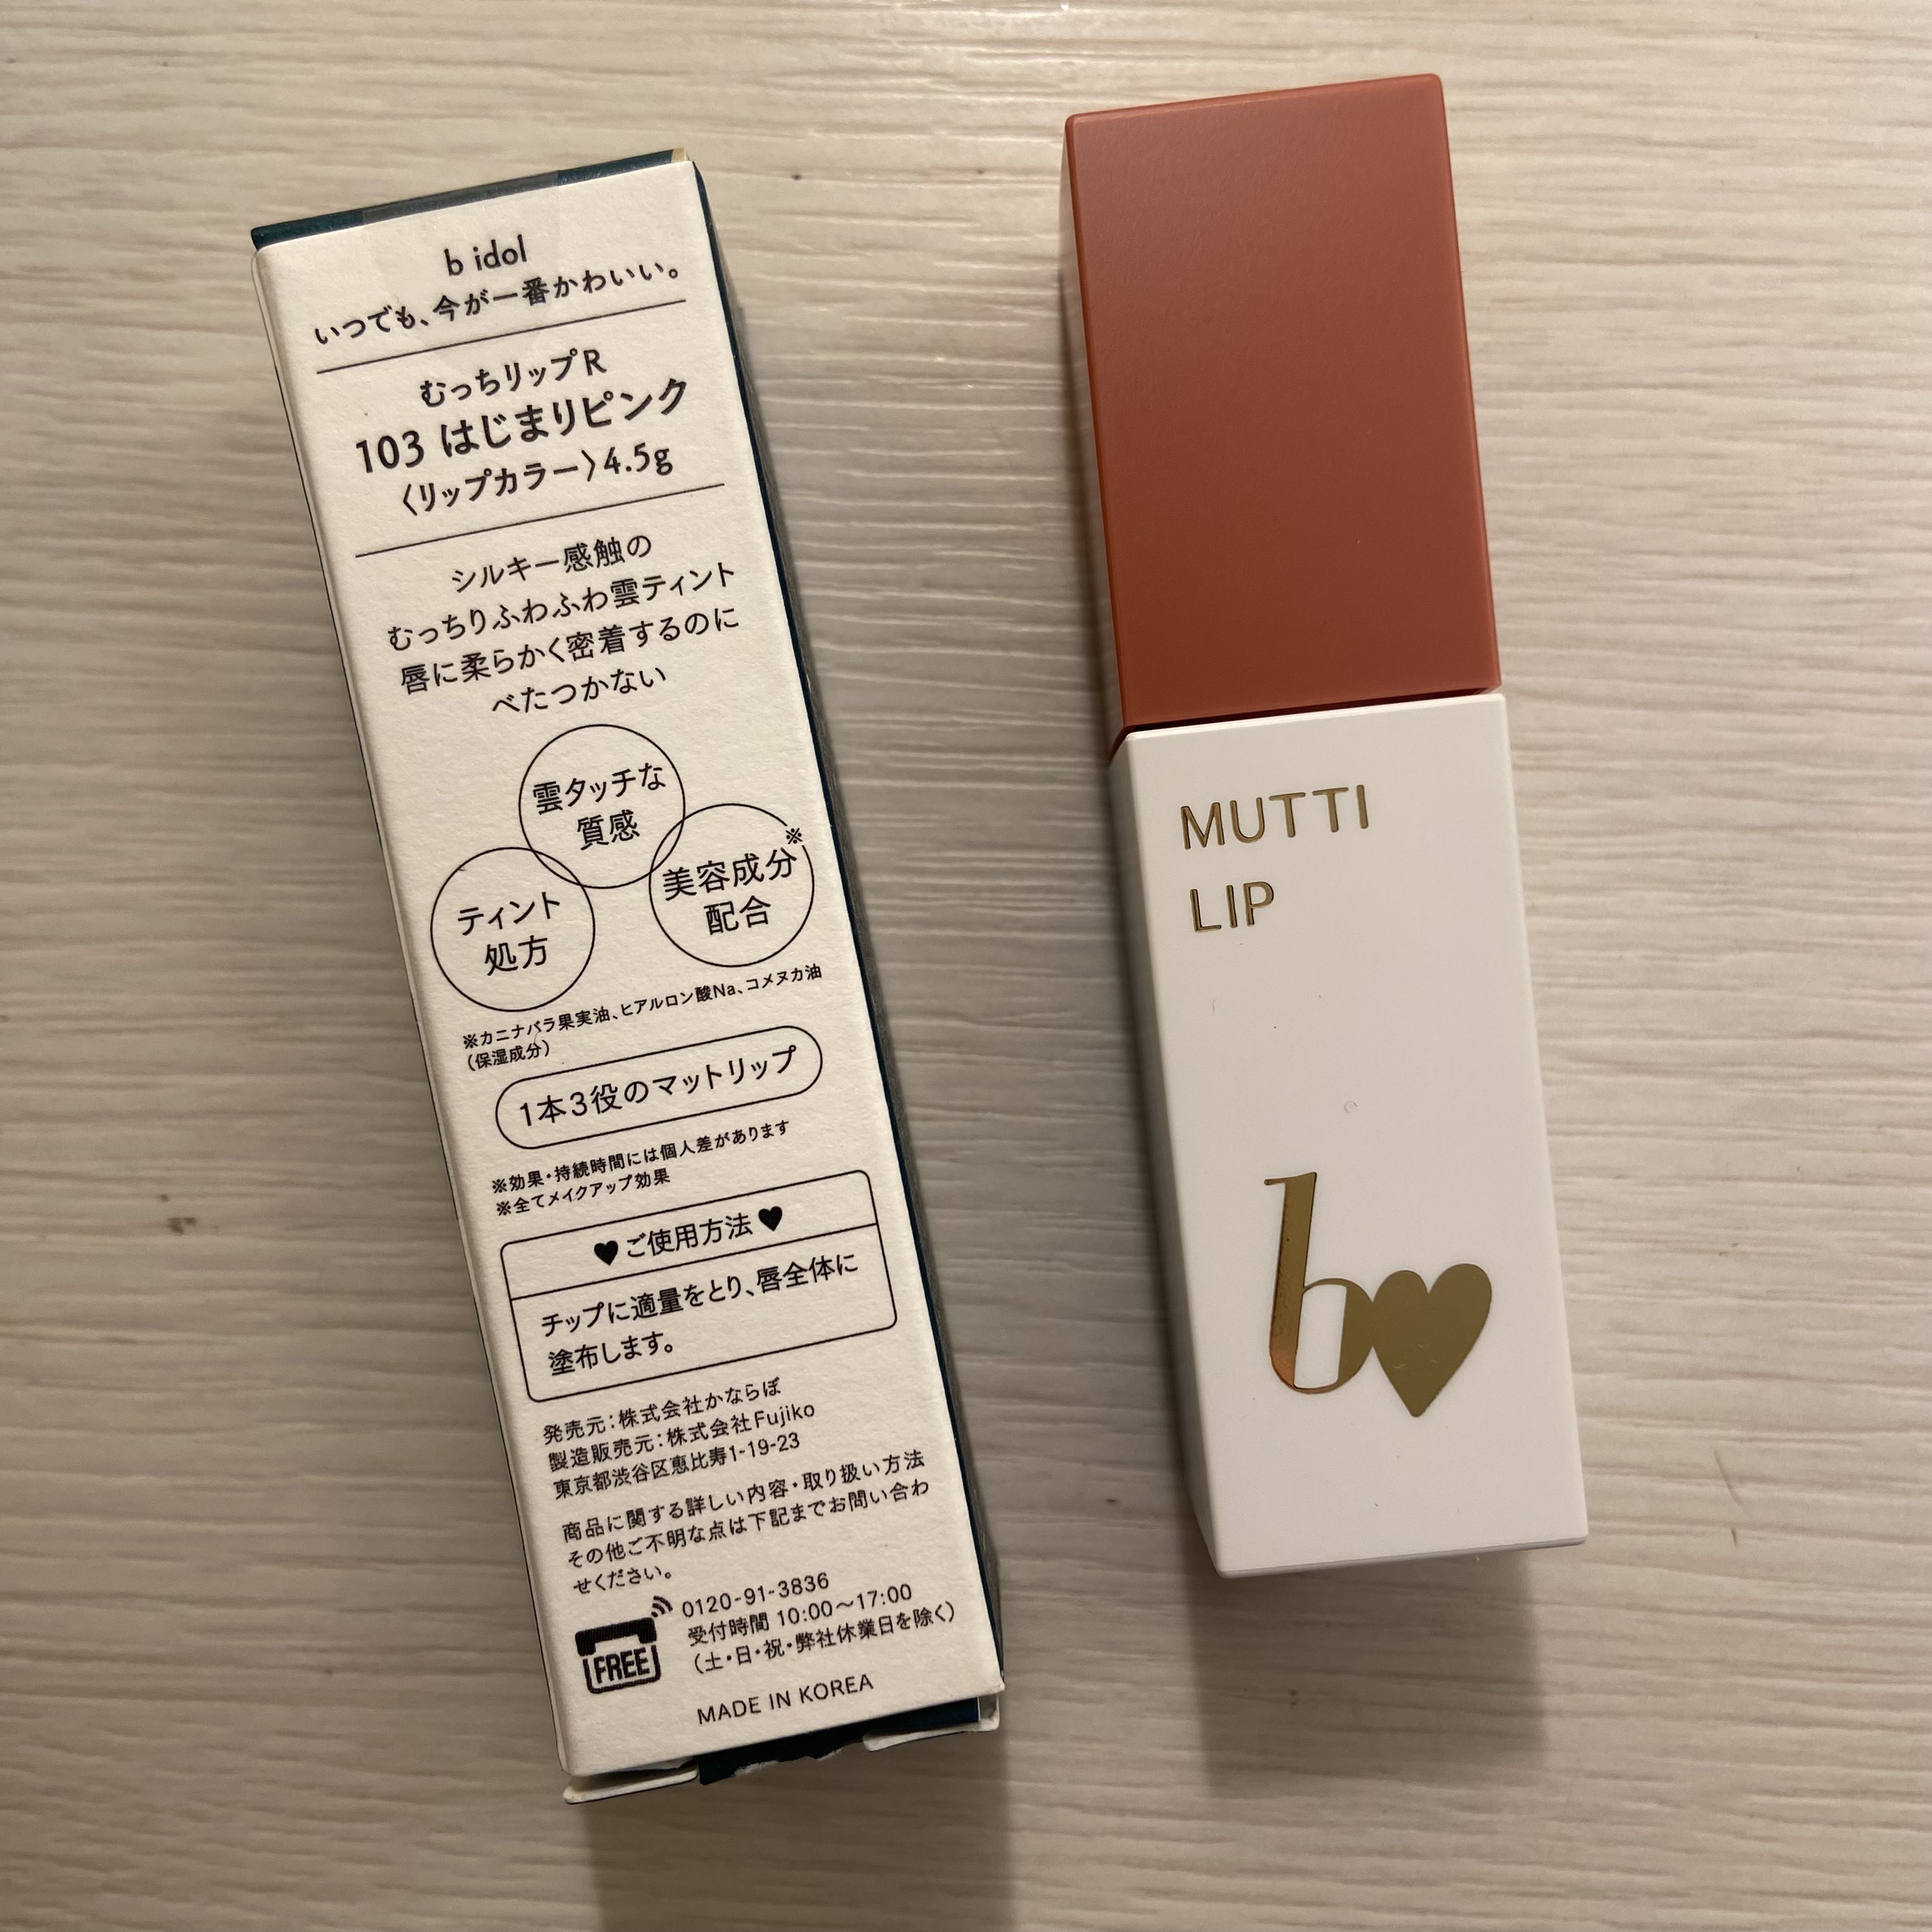 b idol
いつでも、今が一番かわいい。
むっちリップR
103 はじまりピンク
〈リップカラー〉4.5g
シルキー感触の
むっちりふわふわ雲ティント
唇に柔らかく密着するのに
べたつかない
雲タッチな
質感
ティント
処方
美容成分※
配合
※カニナバラ果実油、ヒアルロン酸Na、コメヌカ油
(保湿成分)
1本3役のマットリップ
※効果・持続時間には個人差があります
※全てメイクアップ効果
♥ご使用方法♥
チップに適量をとり、唇全体に
塗布します。
発売元:株式会社かならぼ
製造販売元:株式会社Fujiko
東京都渋谷区恵比寿1-19-23
商品に関する詳しい内容・取り扱い方法
その他ご不明な点は下記までお問い合わ
せください。
FREE
0120-91-3836
受付時間 10:00〜17:00
(土・日・祝・弊社休業日を除く)
MADE IN KOREA
MUTTI
LIP
b♥